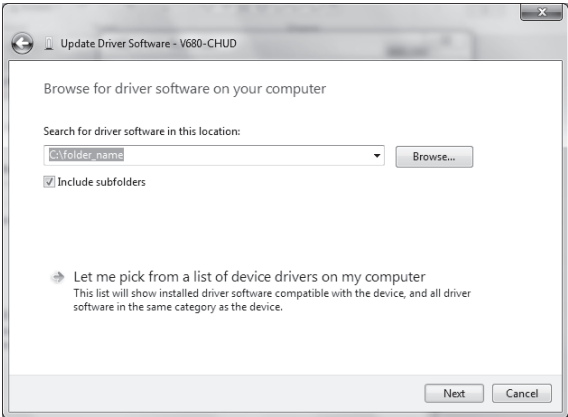 Update Driver Software - V680-CHUD
Browse for driver software on your computer
Search for driver software in this location:
C:\folder_name
Browse...
Include subfolders
Let me pick from a list of device drivers on my computer
This list will show installed driver software compatible with the device, and all driver
software in the same category as the device.
Next
Cancel